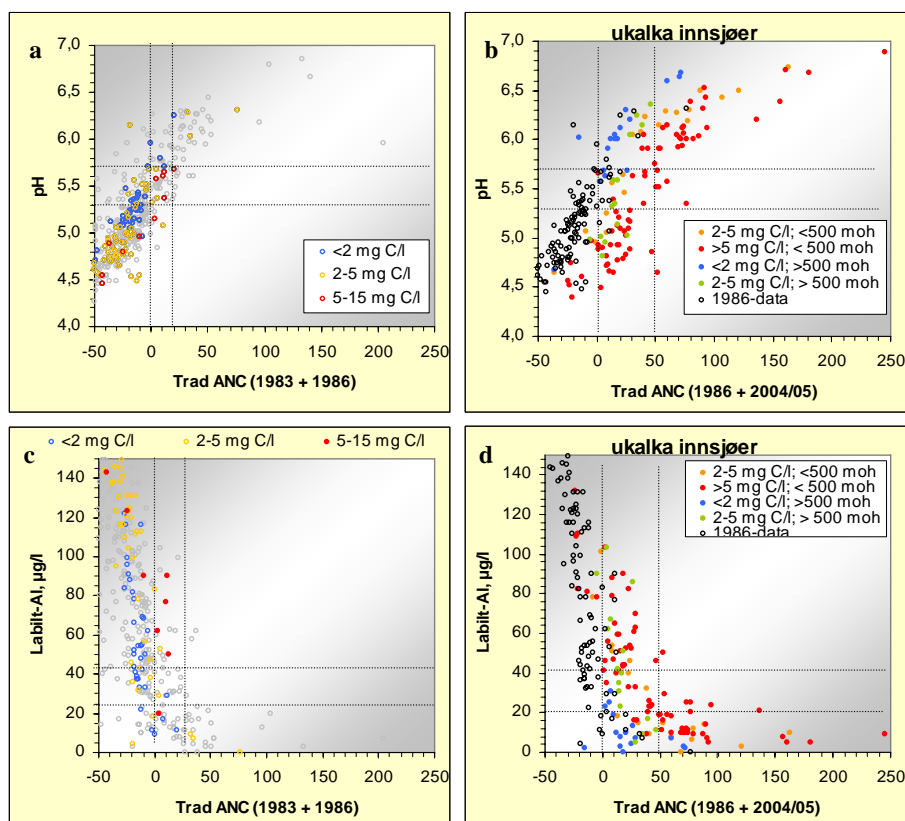 a
7,0
6,5
6,0
5,5
5,0
4,5
4,0
pH
-50 0 50 100 150 200 250
Trad ANC (1983 + 1986)
<2 mg C/l
2-5 mg C/l
5-15 mg C/l
ukalka innsjøer
b
7,0
6,5
6,0
5,5
5,0
4,5
4,0
pH
-50 0 50 100 150 200 250
Trad ANC (1986 + 2004/05)
2-5 mg C/l; <500 moh
>5 mg C/l; < 500 moh
<2 mg C/l; >500 moh
2-5 mg C/l; > 500 moh
1986-data
<2 mg C/l 2-5 mg C/l 5-15 mg C/l
c
140
120
100
80
60
40
20
0
Labilt-Al, µg/l
-50 0 50 100 150 200 250
Trad ANC (1983 + 1986)
ukalka innsjøer
d
140
120
100
80
60
40
20
0
Labilt-Al, µg/l
-50 0 50 100 150 200 250
Trad ANC (1986 + 2004/05)
2-5 mg C/l; <500 moh
>5 mg C/l; < 500 moh
<2 mg C/l; >500 moh
2-5 mg C/l; > 500 moh
1986-data